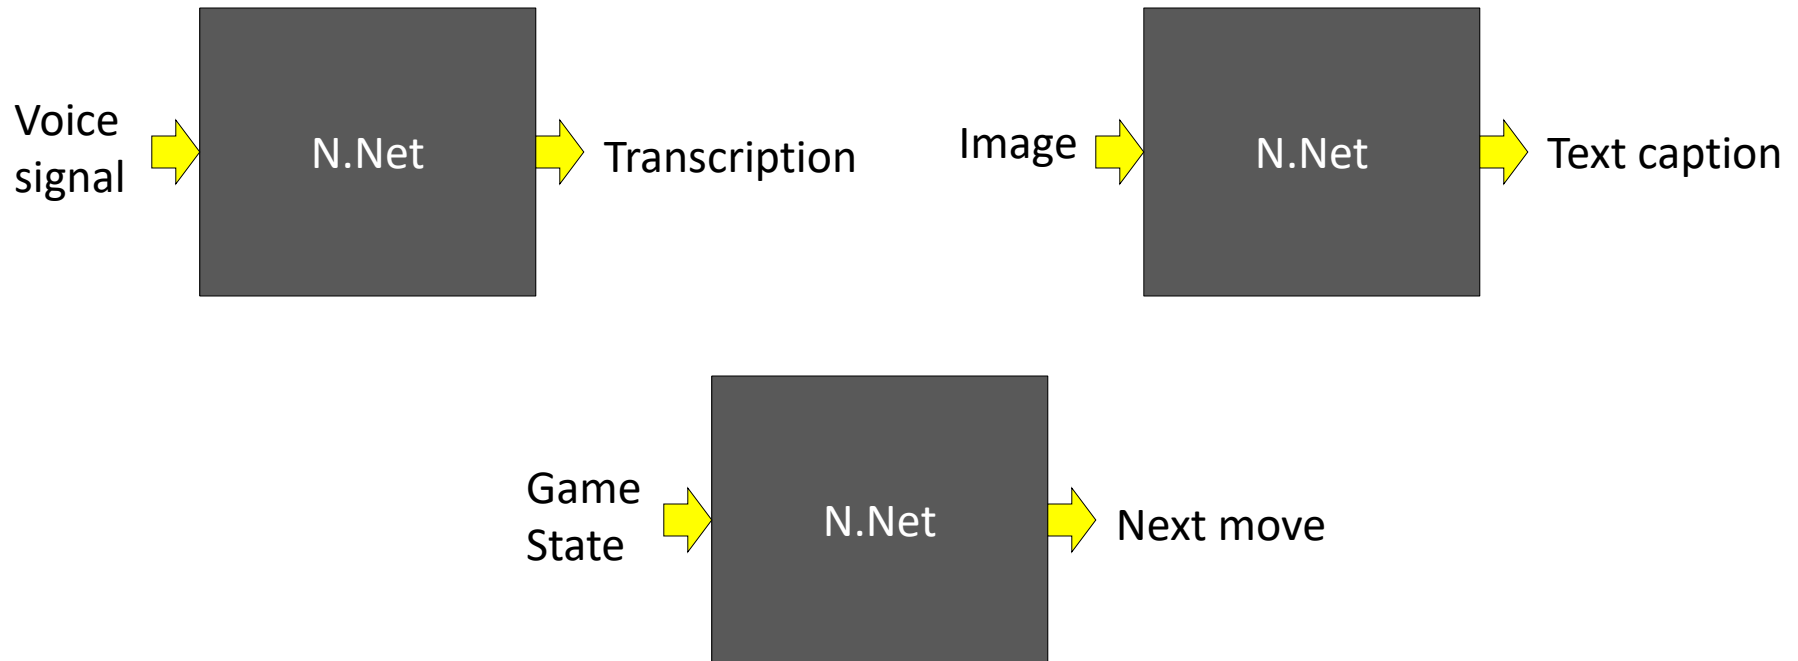 Voice
signal
N.Net
Transcription
Image
N.Net
Text caption
Game
State
N.Net
Next move